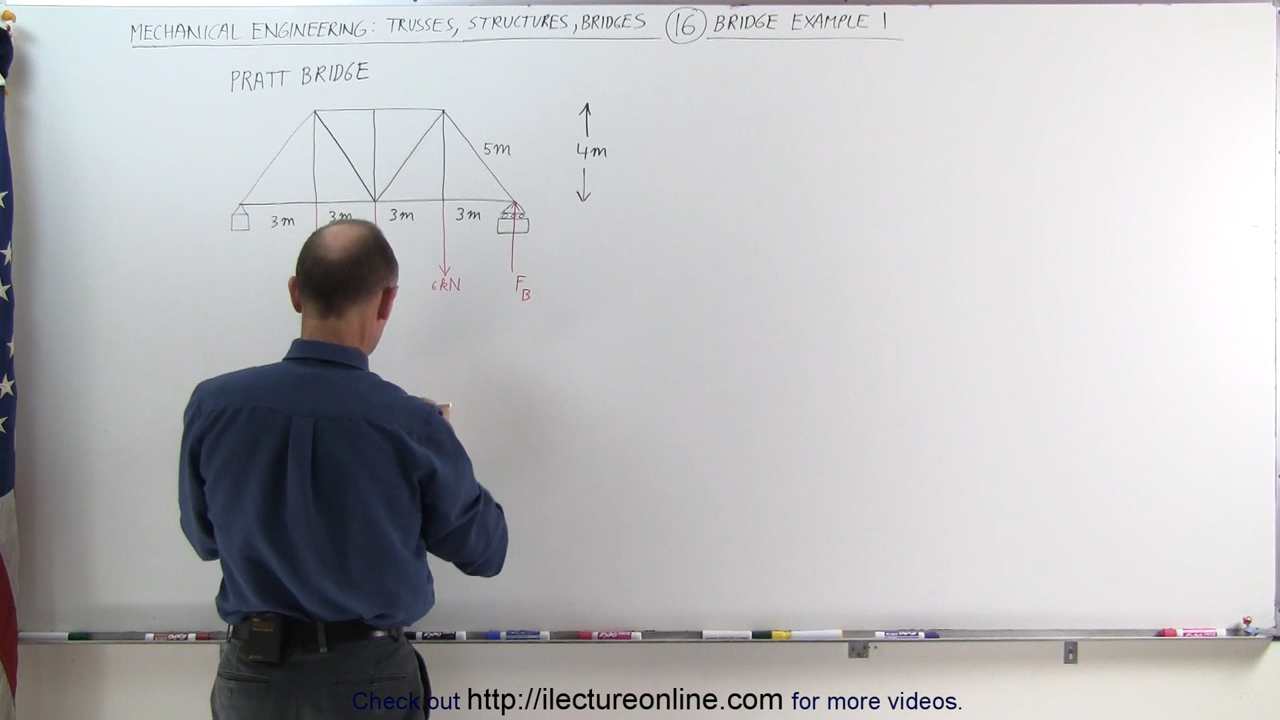 MECHANICAL ENGINEERING: TRUSSES, STRUCTURES, BRIDGES 16 BRIDGE EXAMPLE 1
PRATT BRIDGE
5m
4m
3m 3m 3m 3m
6kN F_B
Check out http://ilectureonline.com for more videos.